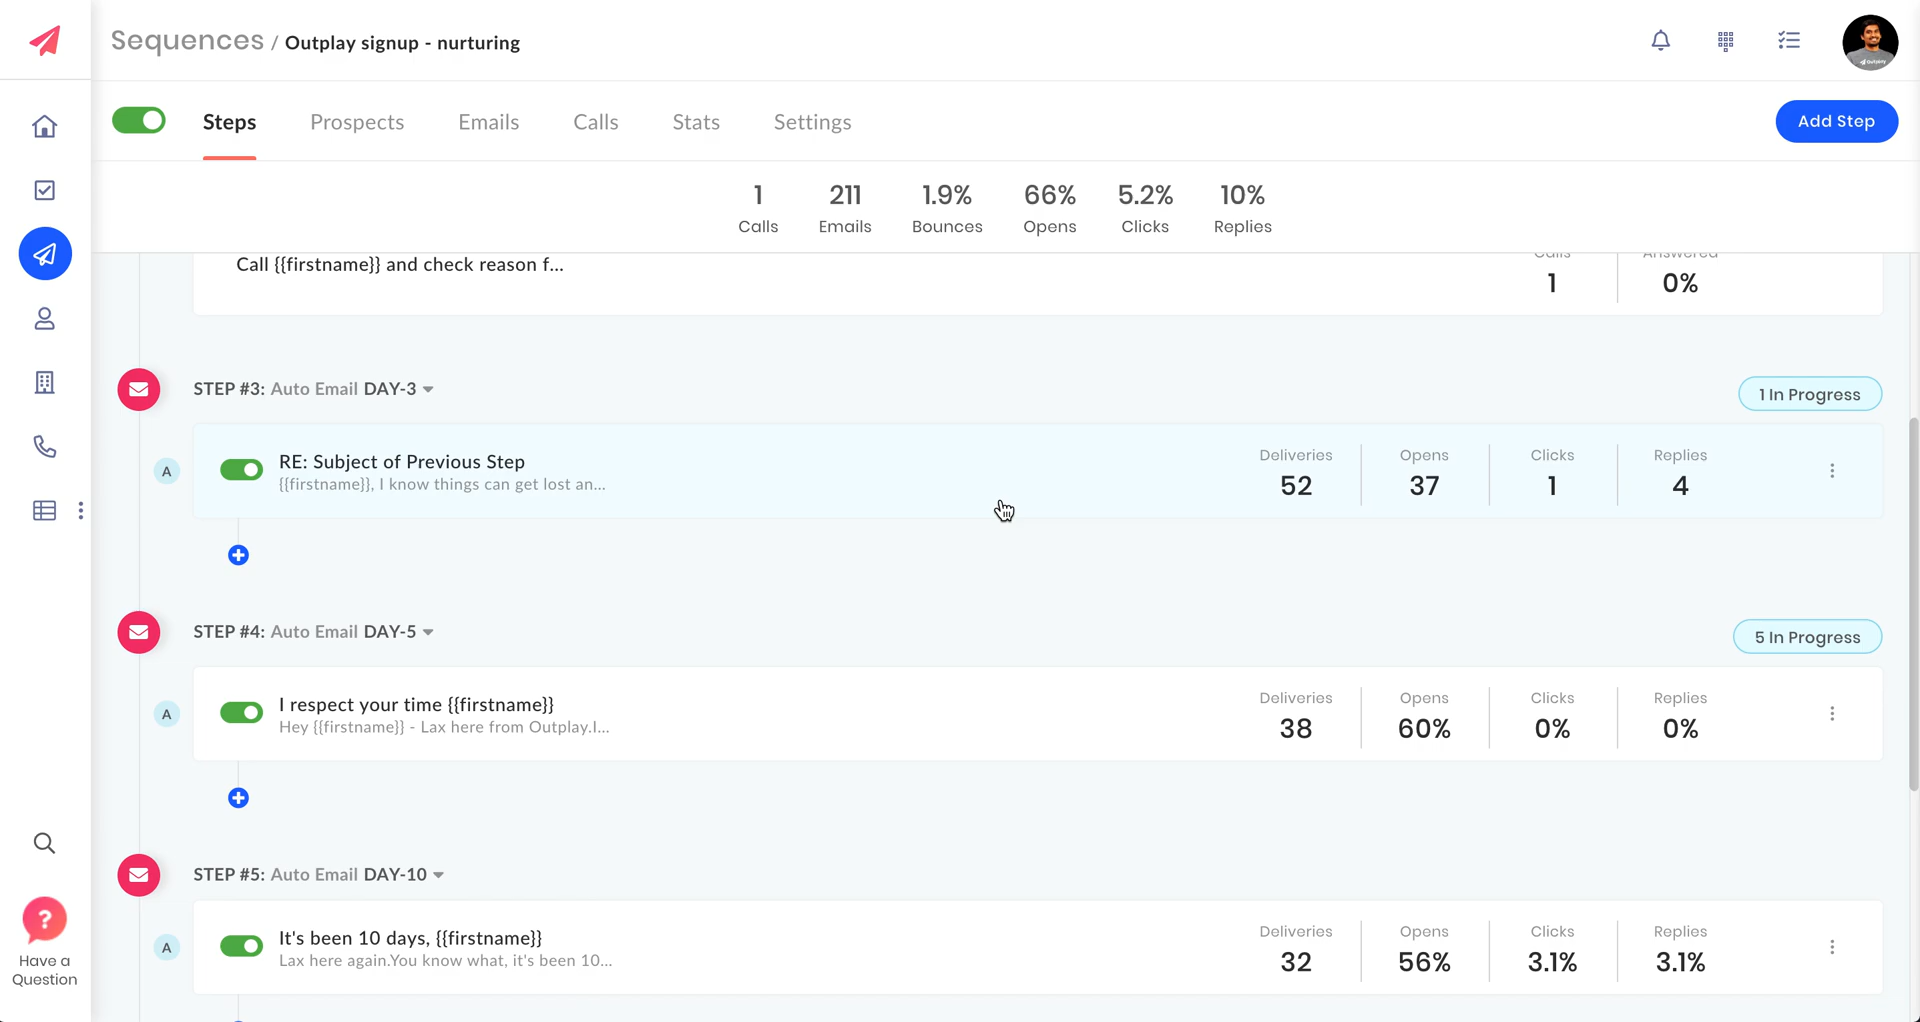 Sequences / Outplay signup - nurturing
Steps Prospects Emails Calls Stats Settings
Add Step
1 211 1.9% 66% 5.2% 10%
Calls Emails Bounces Opens Clicks Replies
Call {{firstname}} and check reason f...
Calls Answered
1 0%
STEP #3: Auto Email DAY-3
1 In Progress
A
RE: Subject of Previous Step
{{firstname}}, I know things can get lost an...
Deliveries Opens Clicks Replies
52 37 1 4
STEP #4: Auto Email DAY-5
5 In Progress
A
I respect your time {{firstname}}
Hey {{firstname}} - Lax here from Outplay.I...
Deliveries Opens Clicks Replies
38 60% 0% 0%
STEP #5: Auto Email DAY-10
A
It's been 10 days, {{firstname}}
Lax here again.You know what, it's been 10...
Deliveries Opens Clicks Replies
32 56% 3.1% 3.1%
?
Have a
Question
Outplay